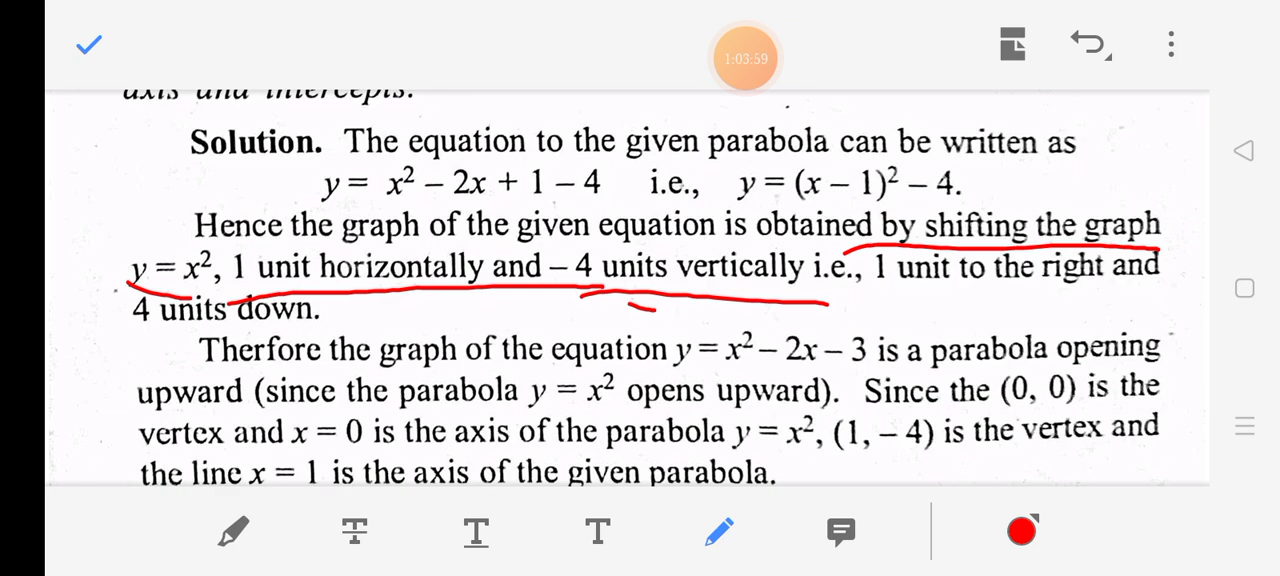 1:03:59
axis and intercepts.
Solution. The equation to the given parabola can be written as
y = x² – 2x + 1 – 4 i.e., y = (x – 1)² – 4.
Hence the graph of the given equation is obtained by shifting the graph
y = x², 1 unit horizontally and – 4 units vertically i.e., 1 unit to the right and
4 units down.
Therfore the graph of the equation y = x² – 2x – 3 is a parabola opening
upward (since the parabola y = x² opens upward). Since the (0, 0) is the
vertex and x = 0 is the axis of the parabola y = x², (1, – 4) is the vertex and
the line x = 1 is the axis of the given parabola.
T T T